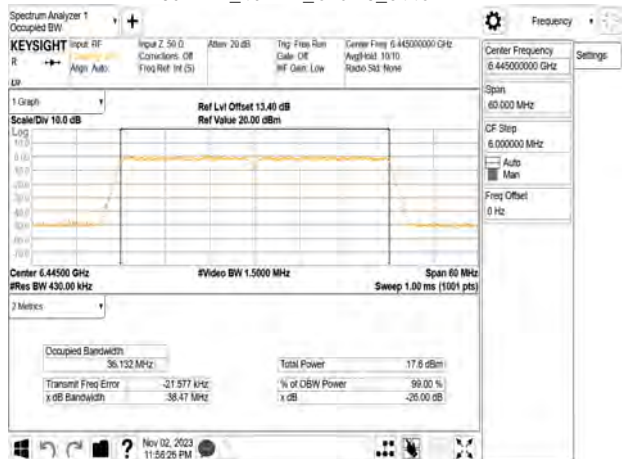 Spectrum Analyzer 1
Occupied BW
+
Frequency
KEYSIGHT
R
Input: RF
Align: Auto
Input Z: 50 Ω
Corrections: Off
Freq Ref: Int (S)
Atten: 20 dB
Trig: Free Run
Gate: Off
#IF Gain: Low
Center Freq: 6.445000000 GHz
Avg|Hold: 10/10
Radio Std: None
1 Graph
Scale/Div 10.0 dB
Ref Lvl Offset 13.40 dB
Ref Value 20.00 dBm
Log
10.0
0.00
Center 6.44500 GHz
#Res BW 430.00 kHz
#Video BW 1.5000 MHz
Span 60 MHz
Sweep 1.00 ms (1001 pts)
2 Metrics
Occupied Bandwidth
36.132 MHz
Total Power 17.6 dBm
Transmit Freq Error -21.577 kHz
% of OBW Power 99.00 %
x dB Bandwidth 38.47 MHz
x dB -26.00 dB
Nov 02, 2023
11:56:25 PM
Center Frequency
6.445000000 GHz
Settings
Span
60.000 MHz
CF Step
6.000000 MHz
Auto
Man
Freq Offset
0 Hz